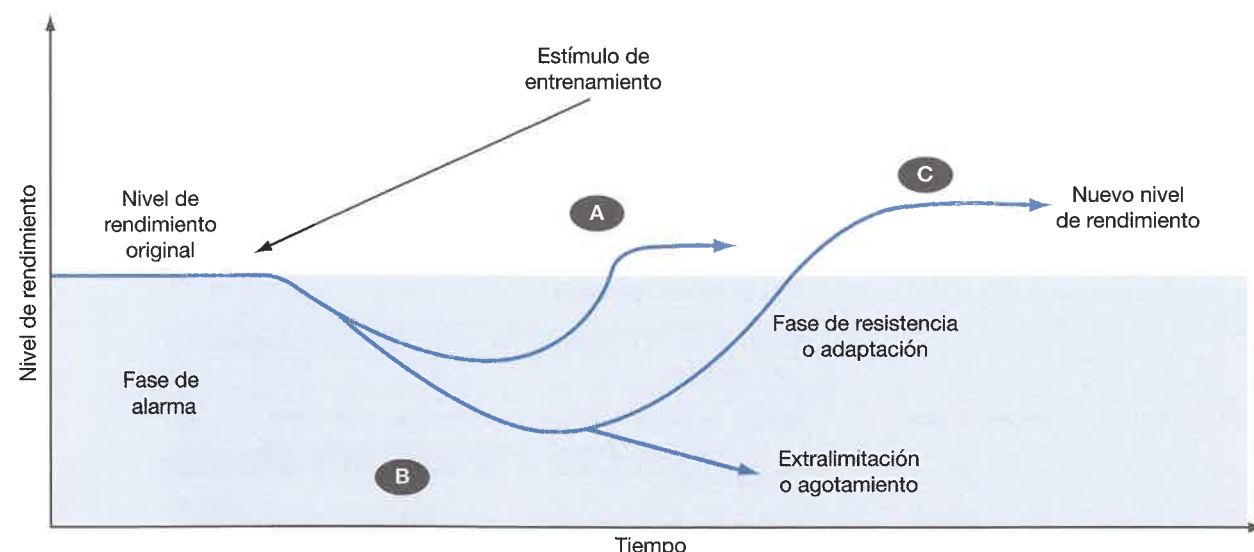 Estímulo de
entrenamiento
C
A
Nivel de
rendimiento
original
Nuevo nivel
de rendimiento
Nivel de rendimiento
Fase de resistencia
o adaptación
Fase de
alarma
Extralimitación
o agotamiento
B
Tiempo